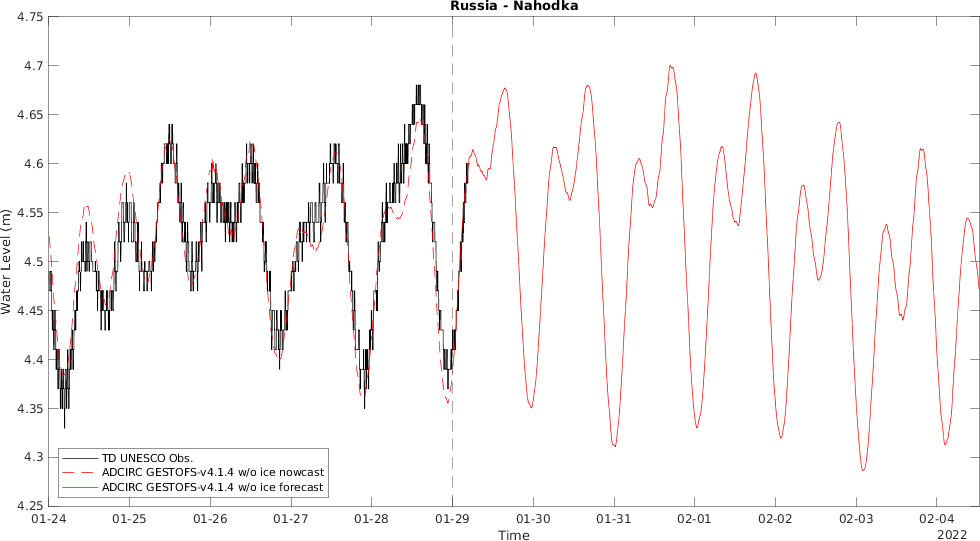 Russia - Nahodka
4.75
4.7
4.65
4.6
4.55
4.5
4.45
4.4
4.35
4.3
4.25
Water Level (m)
TD UNESCO Obs.
ADCIRC GESTOFS-v4.1.4 w/o ice nowcast
ADCIRC GESTOFS-v4.1.4 w/o ice forecast
01-24 01-25 01-26 01-27 01-28 01-29 01-30 01-31 02-01 02-02 02-03 02-04
Time
2022